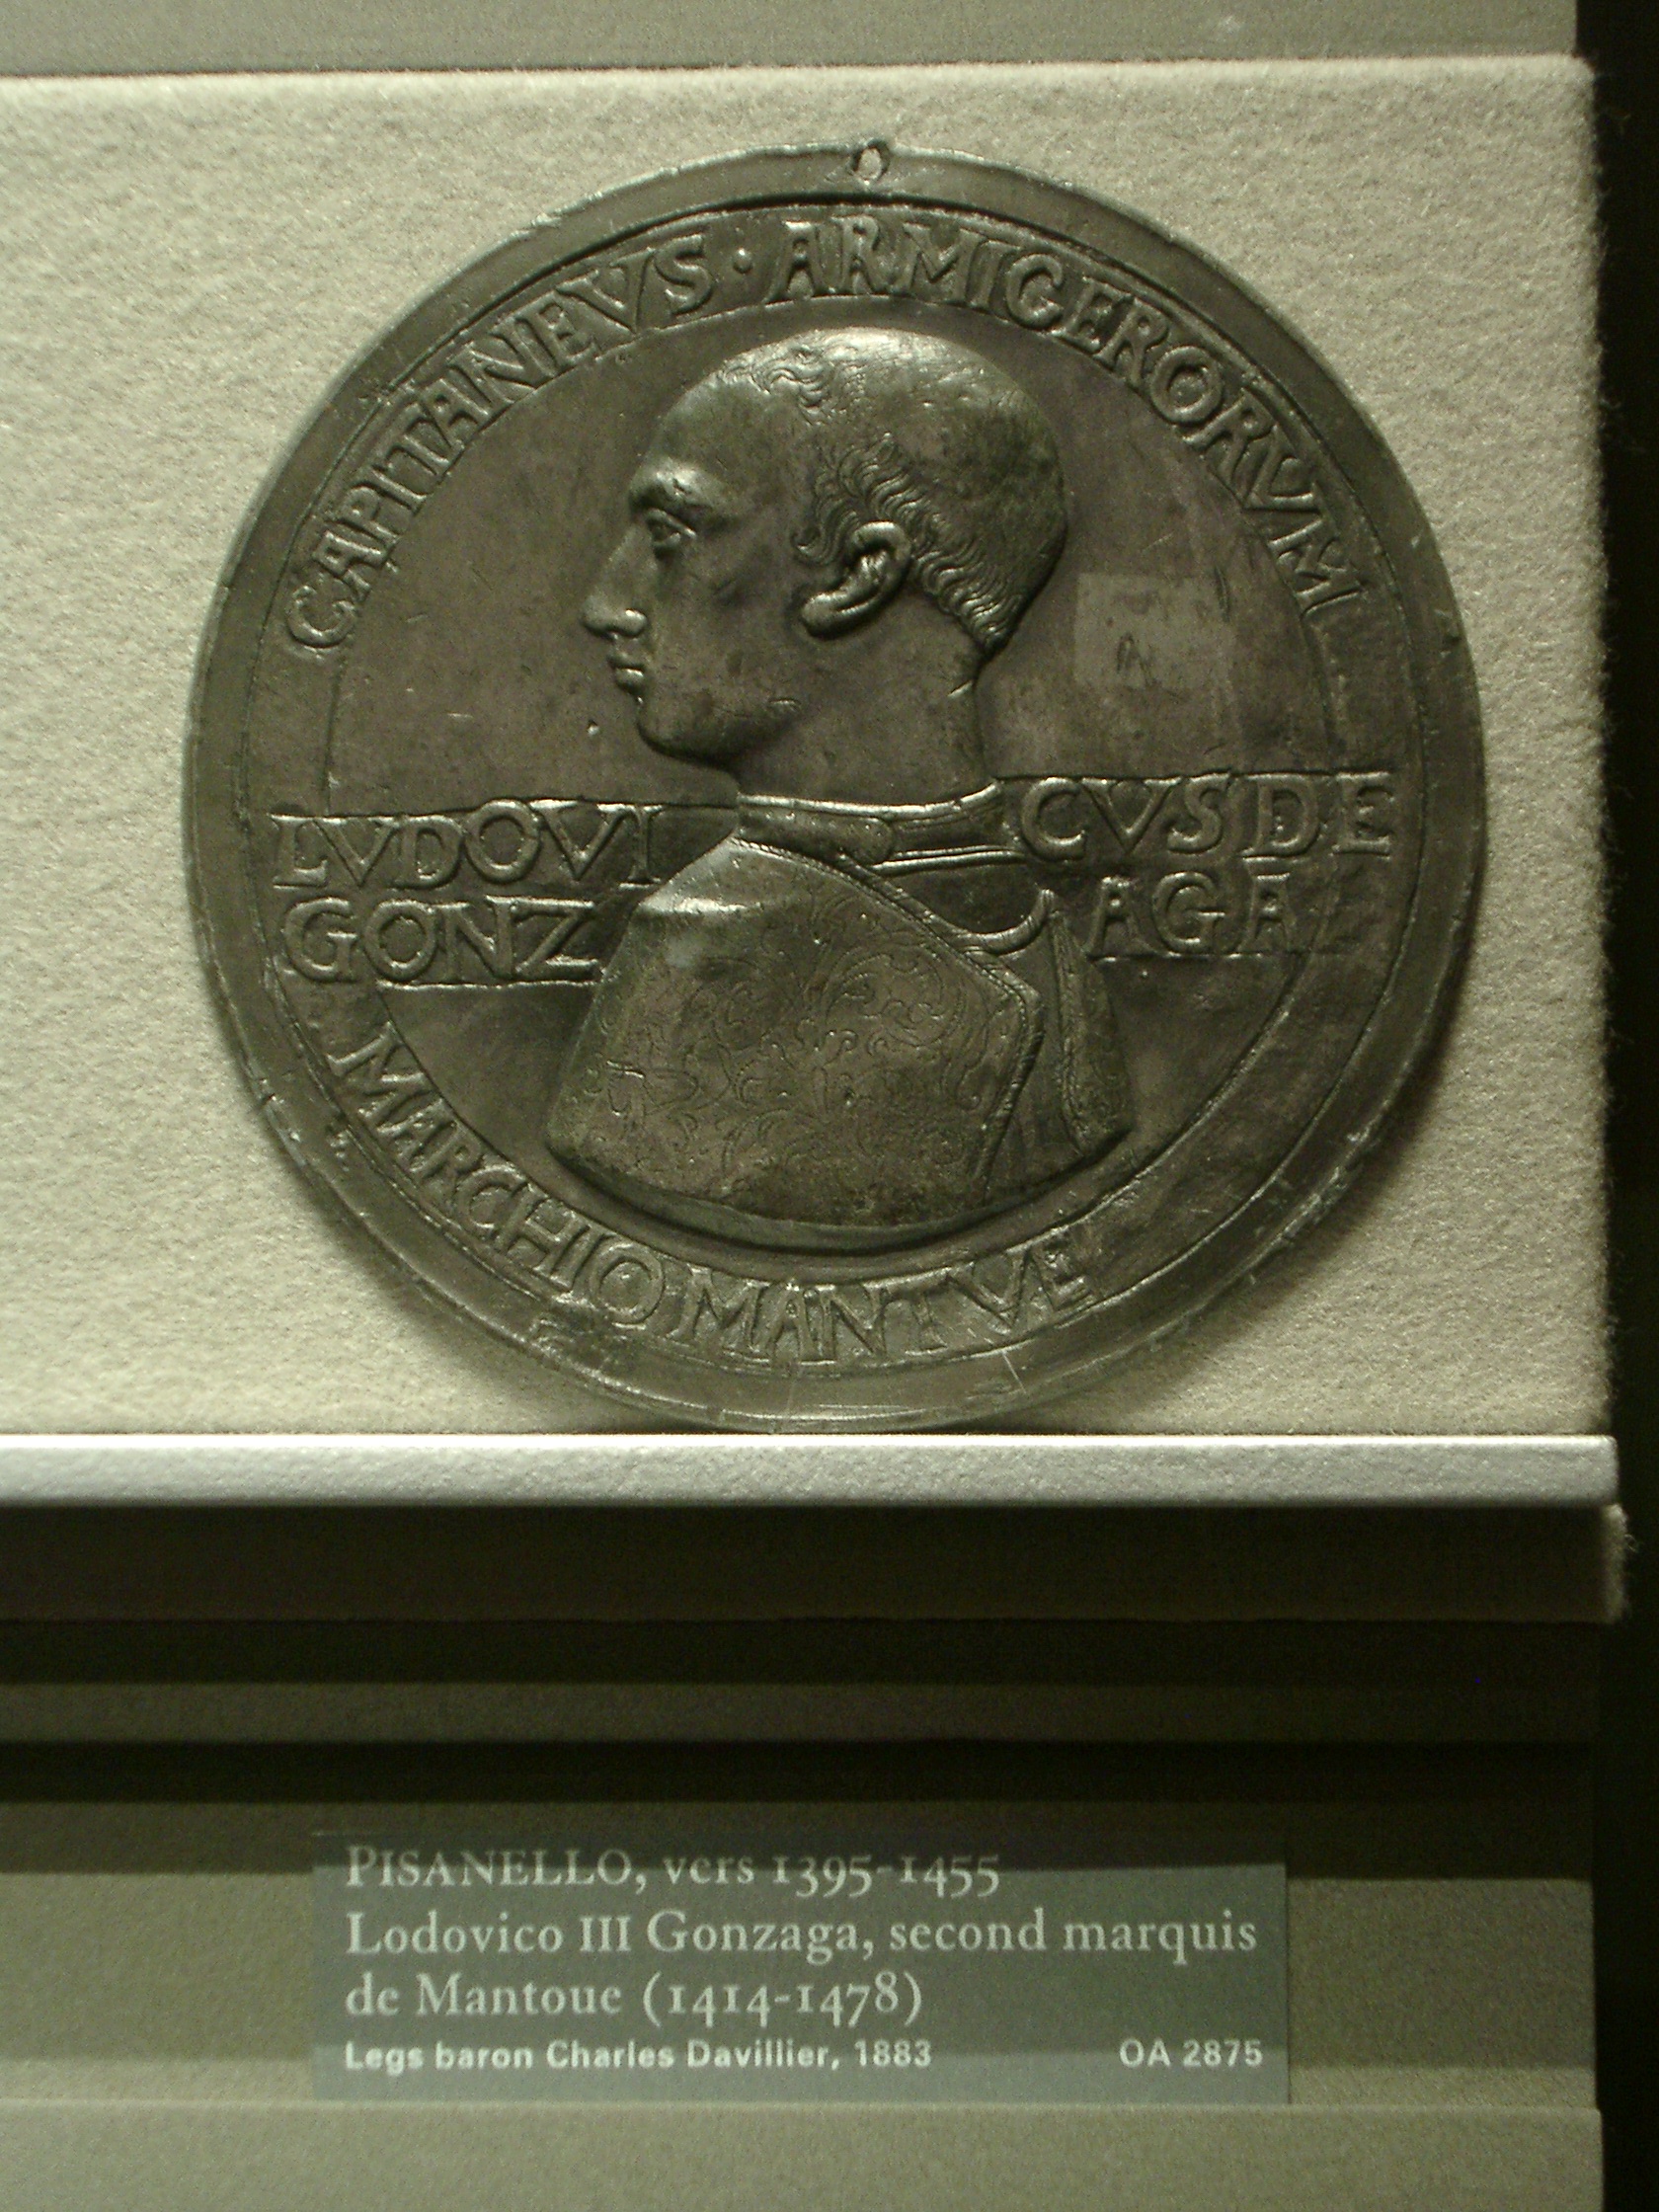 CAPITANEVS · ARMIGERORVM
LVDOVI CVS DE
GONZ AGA
MARCHIO MANTVE
PISANELLO, vers 1395-1455
Lodovico III Gonzaga, second marquis
de Mantoue (1414-1478)
Legs baron Charles Davillier, 1883 OA 2875